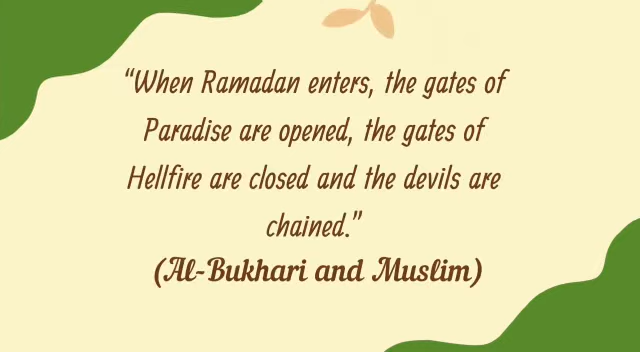 “When Ramadan enters, the gates of
Paradise are opened, the gates of
Hellfire are closed and the devils are
chained.”
(Al-Bukhari and Muslim)